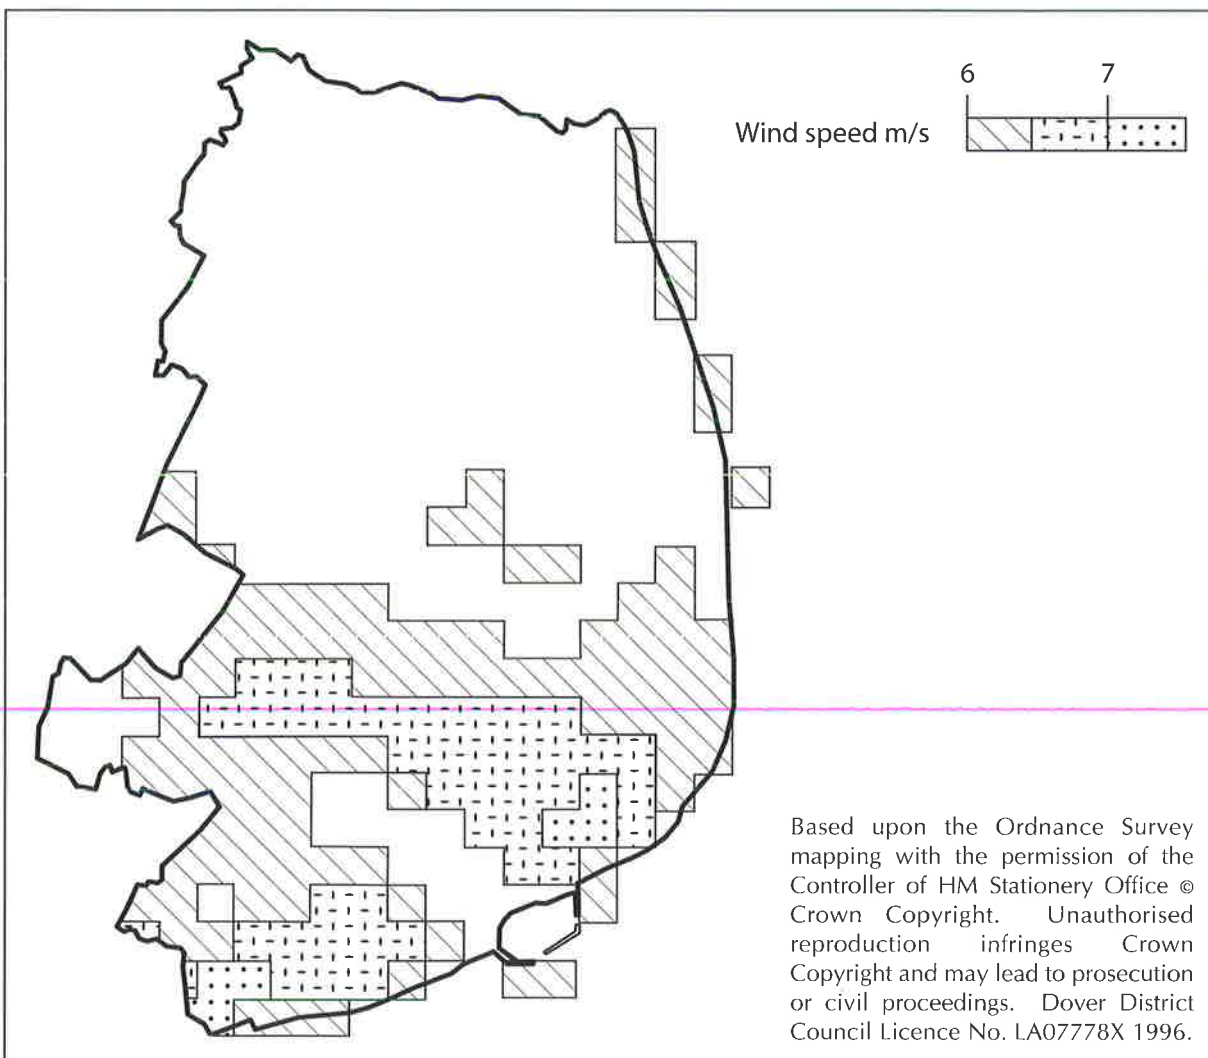 6 7
Wind speed m/s
Based upon the Ordnance Survey
mapping with the permission of the
Controller of HM Stationery Office ©
Crown Copyright. Unauthorised
reproduction infringes Crown
Copyright and may lead to prosecution
or civil proceedings. Dover District
Council Licence No. LA07778X 1996.